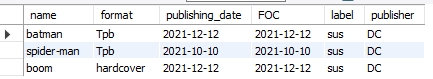 name format publishing_date FOC label publisher
batman Tpb 2021-12-12 2021-12-12 sus DC
spider-man Tpb 2021-10-10 2021-10-10 sus DC
boom hardcover 2021-12-12 2021-12-12 sus DC